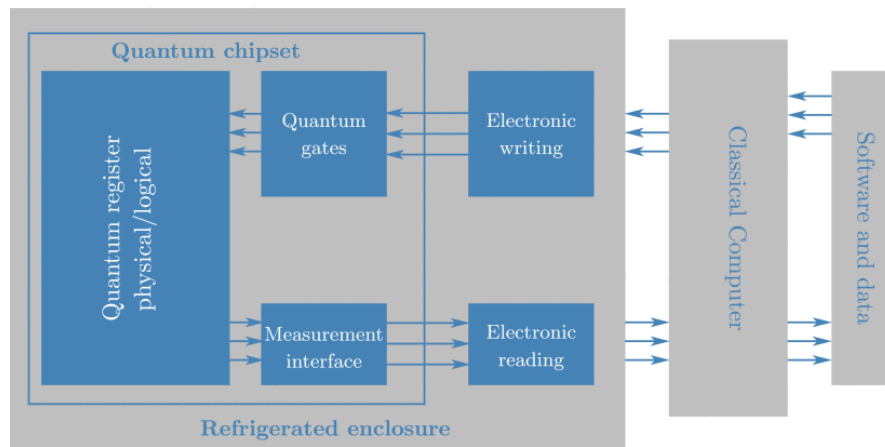 Quantum chipset
Quantum register
physical/logical
Quantum
gates
Electronic
writing
Measurement
interface
Electronic
reading
Refrigerated enclosure
Classical Computer
Software and data